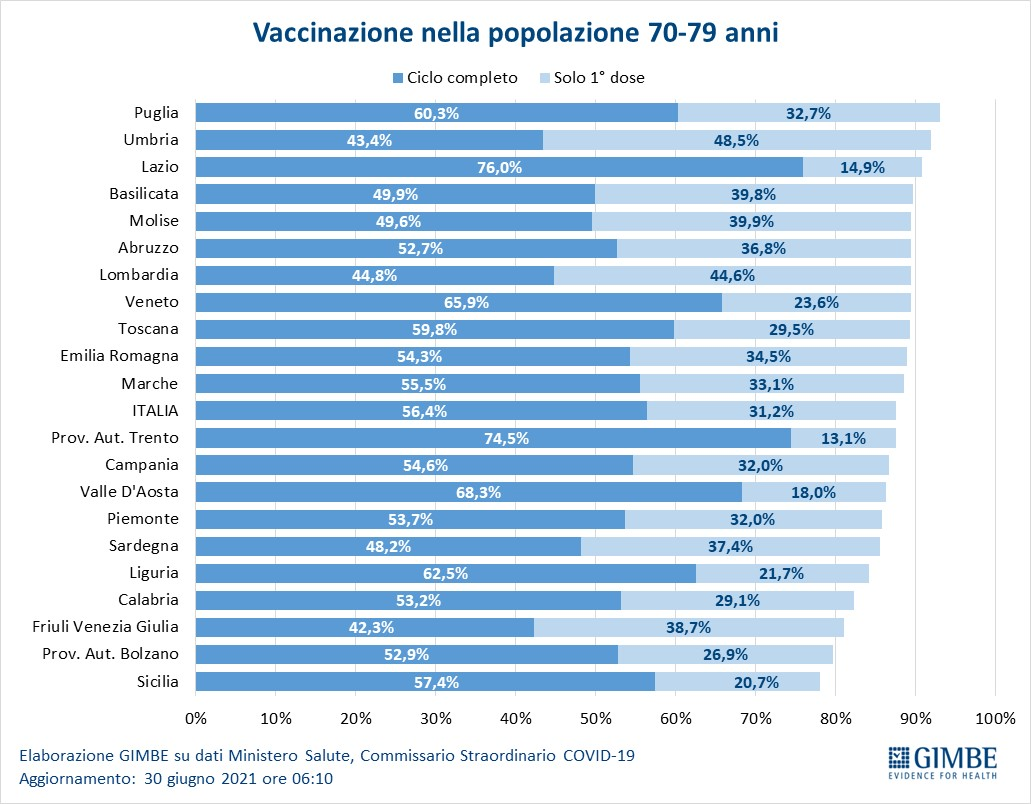 Vaccinazione nella popolazione 70-79 anni
Ciclo completo Solo 1° dose
Puglia 60,3% 32,7%
Umbria 43,4% 48,5%
Lazio 76,0% 14,9%
Basilicata 49,9% 39,8%
Molise 49,6% 39,9%
Abruzzo 52,7% 36,8%
Lombardia 44,8% 44,6%
Veneto 65,9% 23,6%
Toscana 59,8% 29,5%
Emilia Romagna 54,3% 34,5%
Marche 55,5% 33,1%
ITALIA 56,4% 31,2%
Prov. Aut. Trento 74,5% 13,1%
Campania 54,6% 32,0%
Valle D'Aosta 68,3% 18,0%
Piemonte 53,7% 32,0%
Sardegna 48,2% 37,4%
Liguria 62,5% 21,7%
Calabria 53,2% 29,1%
Friuli Venezia Giulia 42,3% 38,7%
Prov. Aut. Bolzano 52,9% 26,9%
Sicilia 57,4% 20,7%
0% 10% 20% 30% 40% 50% 60% 70% 80% 90% 100%
Elaborazione GIMBE su dati Ministero Salute, Commissario Straordinario COVID-19
Aggiornamento: 30 giugno 2021 ore 06:10
GIMBE
EVIDENCE FOR HEALTH